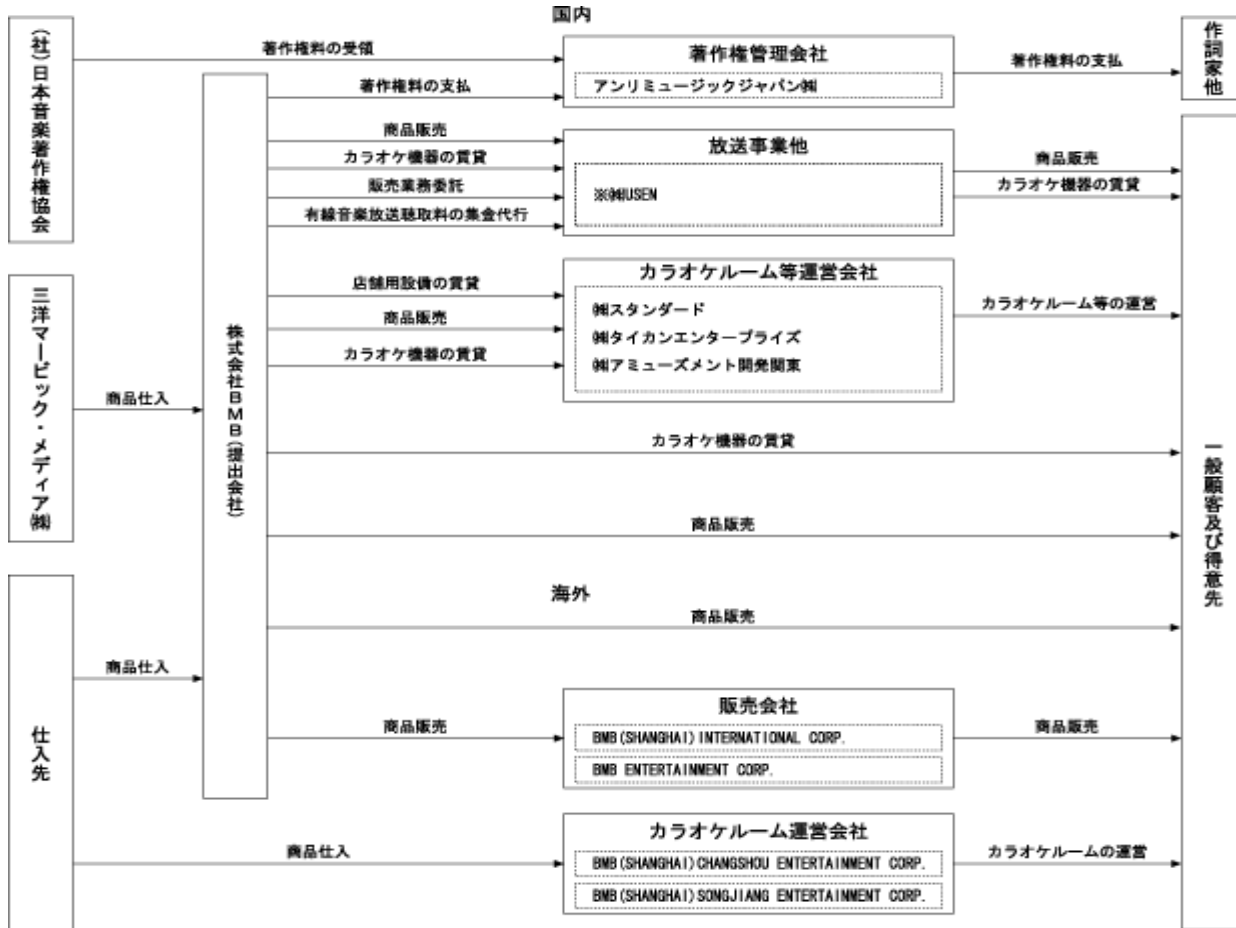 国内
㈳日本音楽著作権協会
著作権料の受領
著作権管理会社
アンリミュージックジャパン㈱
著作権料の支払
作詞家他
株式会社BMB(提出会社)
著作権料の支払
商品販売
カラオケ機器の賃貸
販売業務委託
有線音楽放送聴取料の集金代行
放送事業他
※㈱USEN
商品販売
カラオケ機器の賃貸
一般顧客及び得意先
三洋マービック・メディア㈱
商品仕入
店舗用設備の賃貸
商品販売
カラオケ機器の賃貸
カラオケルーム等運営会社
㈱スタンダード
㈱タイカンエンタープライズ
㈱アミューズメント開発関東
カラオケルーム等の運営
カラオケ機器の賃貸
商品販売
海外
商品販売
仕入先
商品仕入
商品販売
販売会社
BMB(SHANGHAI)INTERNATIONAL CORP.
BMB ENTERTAINMENT CORP.
商品販売
商品仕入
カラオケルーム運営会社
BMB(SHANGHAI)CHANGSHOU ENTERTAINMENT CORP.
BMB(SHANGHAI)SONGJIANG ENTERTAINMENT CORP.
カラオケルームの運営